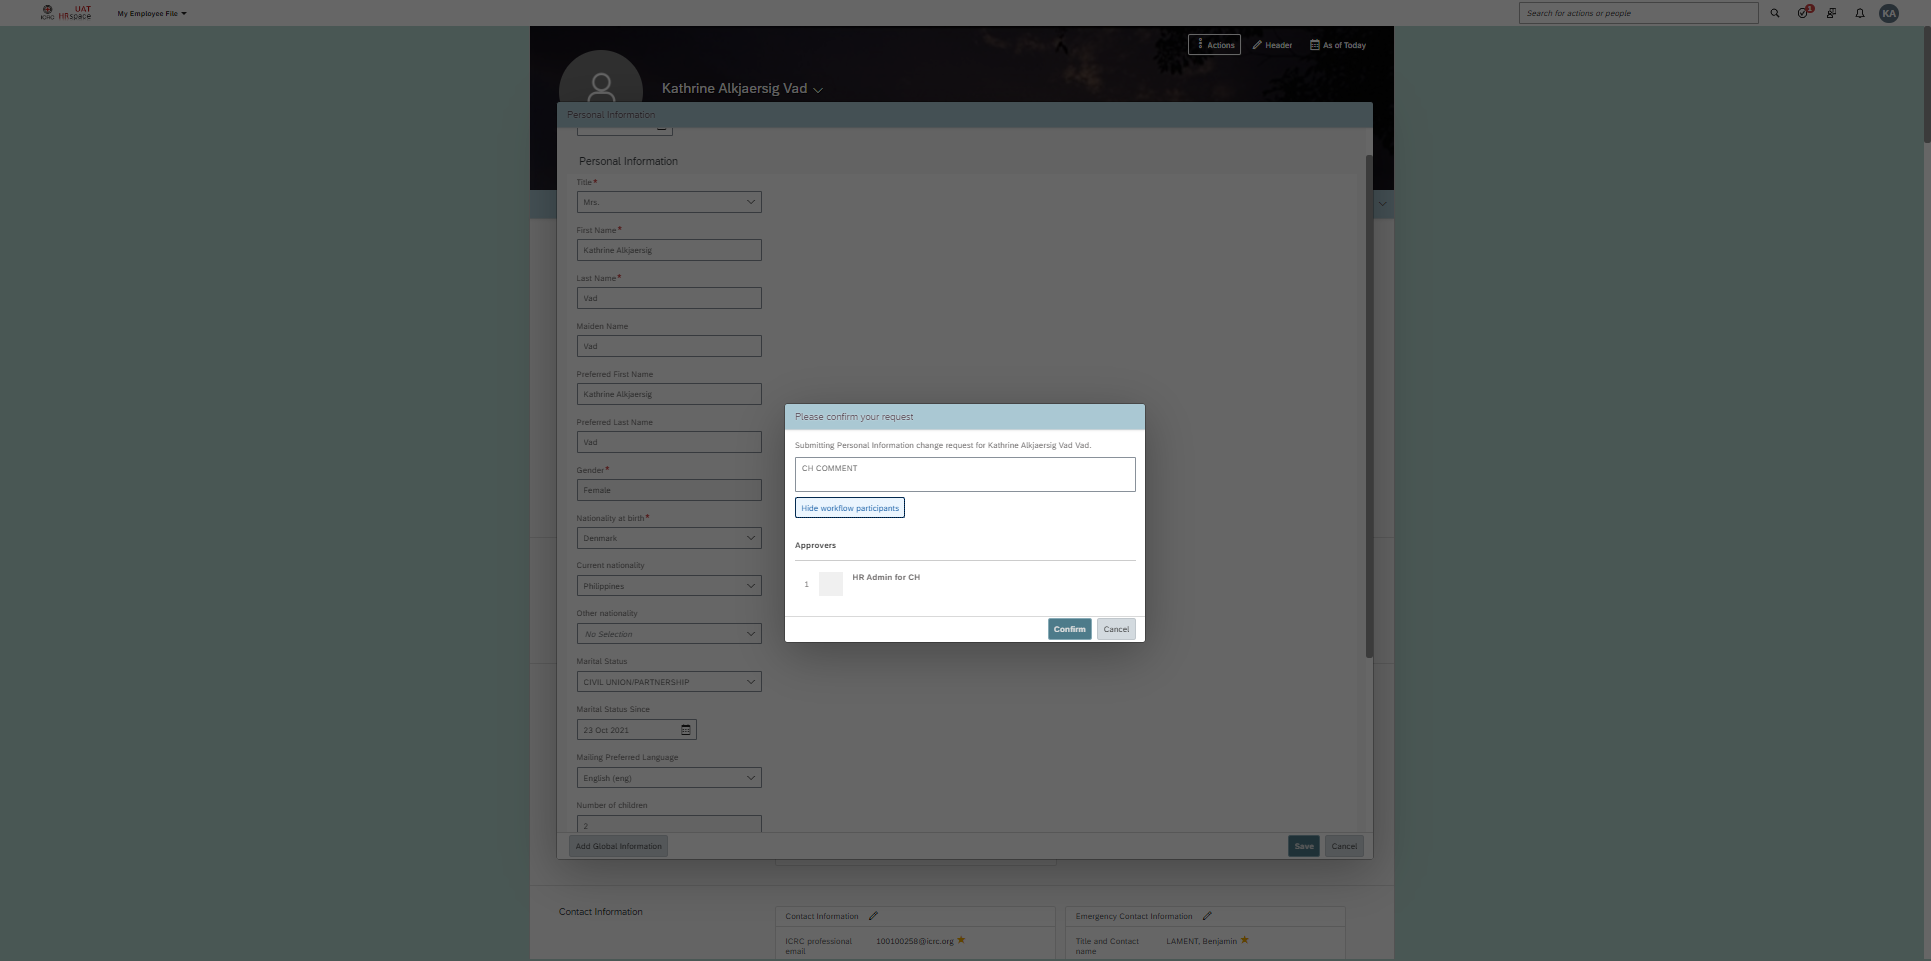 ICRC UAT HRspace My Employee File Search for actions or people 1 KA
Actions Header As of Today
Kathrine Alkjaersig Vad
Personal Information
Personal Information
Title*
Mrs.
First Name*
Kathrine Alkjaersig
Last Name*
Vad
Maiden Name
Vad
Preferred First Name
Kathrine Alkjaersig
Preferred Last Name
Vad
Gender*
Female
Nationality at birth*
Denmark
Current nationality
Philippines
Other nationality
No Selection
Marital Status
CIVIL UNION/PARTNERSHIP
Marital Status Since
23 Oct 2021
Mailing Preferred Language
English (eng)
Number of children
2
Add Global Information Save Cancel
Please confirm your request
Submitting Personal Information change request for Kathrine Alkjaersig Vad Vad.
CH COMMENT
Hide workflow participants
Approvers
1 HR Admin for CH
Confirm Cancel
Contact Information
Contact Information
ICRC professional email 100100258@icrc.org
Emergency Contact Information
Title and Contact name LAMENT, Benjamin